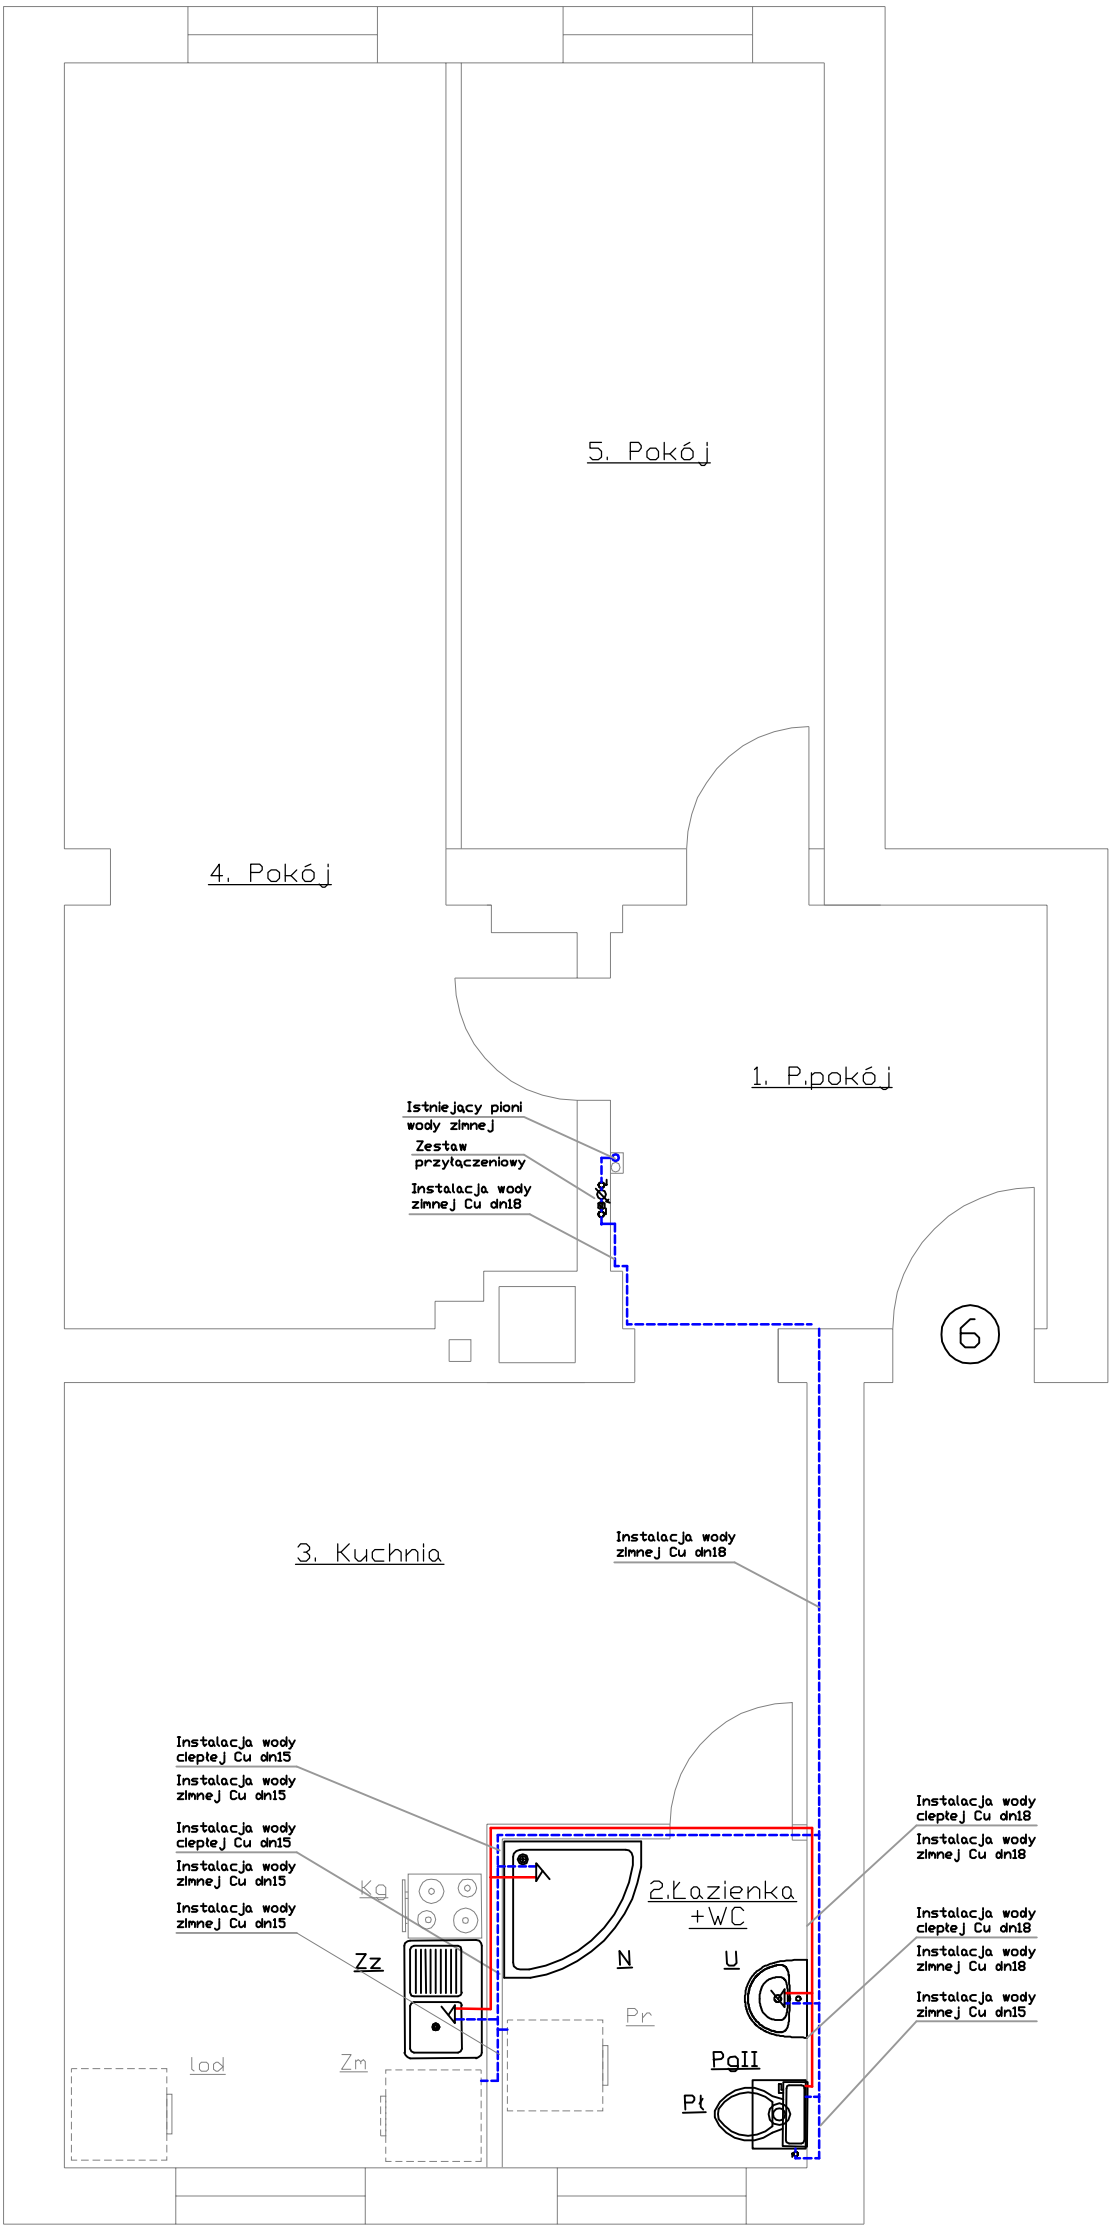 5. Pokój
4. Pokój
1. P.pokój
Istniejący pioni
wody zimnej
Zestaw
przyłączeniowy
Instalacja wody
zimnej Cu dn18
6
3. Kuchnia
Instalacja wody
zimnej Cu dn18
Instalacja wody
ciepłej Cu dn15
Instalacja wody
zimnej Cu dn15
Instalacja wody
ciepłej Cu dn15
Instalacja wody
zimnej Cu dn15
Instalacja wody
zimnej Cu dn15
Instalacja wody
ciepłej Cu dn18
Instalacja wody
zimnej Cu dn18
Instalacja wody
ciepłej Cu dn18
Instalacja wody
zimnej Cu dn18
Instalacja wody
zimnej Cu dn15
Kg
2.Łazienka
+WC
Zz
N
U
Pr
lod
Zm
PgII
Pł